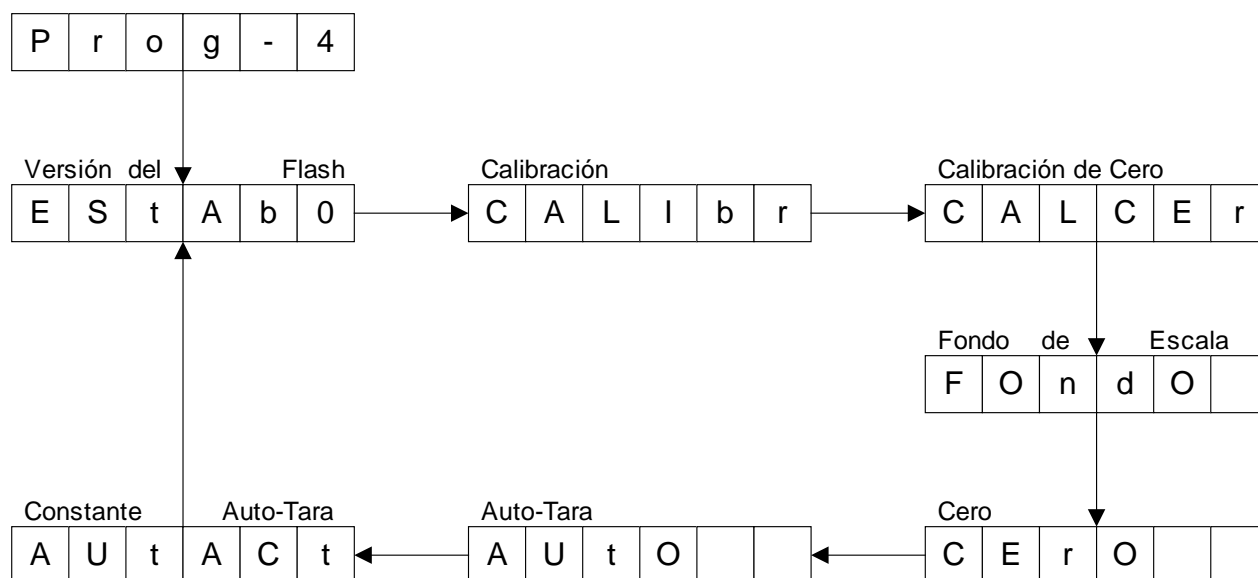 P r o g - 4
Versión del Flash
E S t A b 0
Calibración
C A L I b r
Calibración de Cero
C A L C E r
Fondo de Escala
F O n d O
Constante Auto-Tara
A U t A C t
Auto-Tara
A U t O
Cero
C E r O